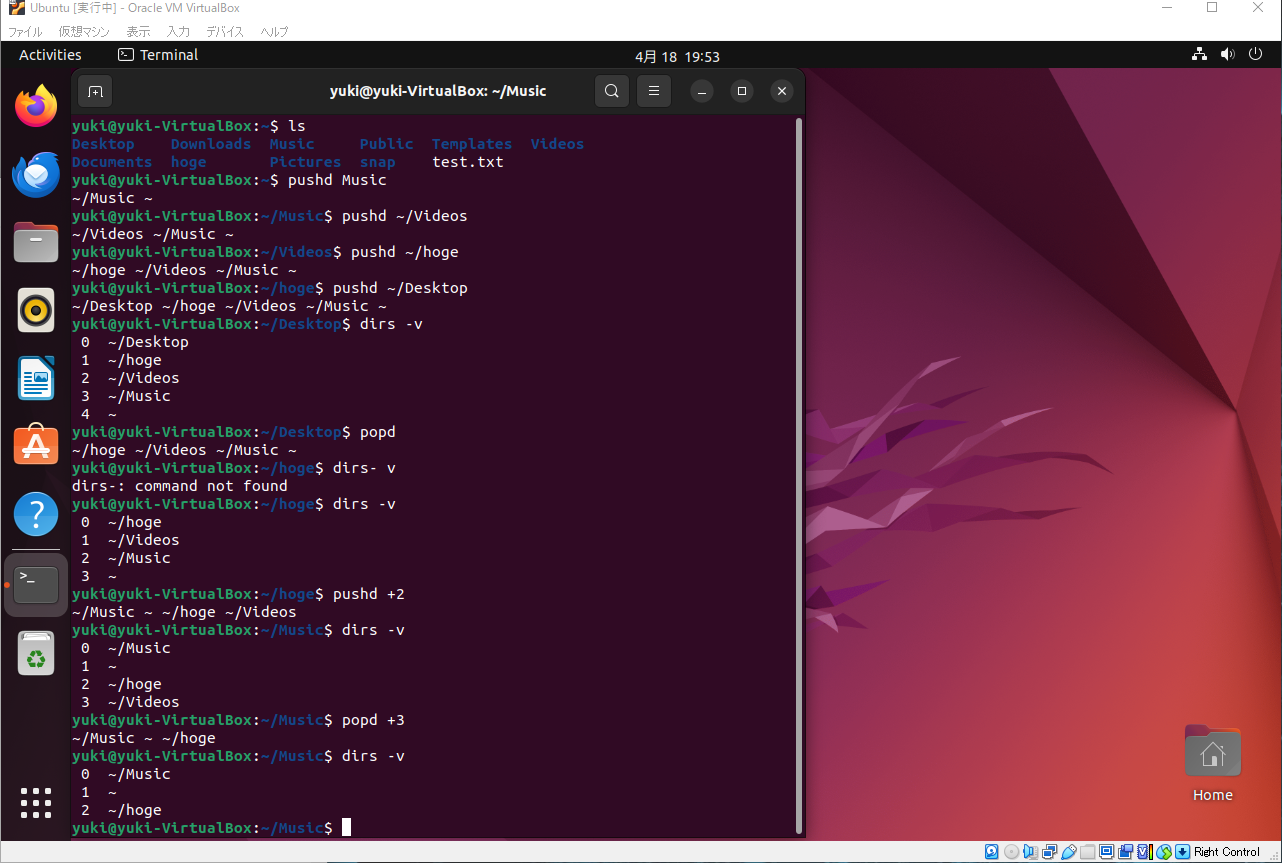 Ubuntu [実行中] - Oracle VM VirtualBox
ファイル 仮想マシン 表示 入力 デバイス ヘルプ
Activities Terminal 4月 18 19:53
yuki@yuki-VirtualBox: ~/Music
yuki@yuki-VirtualBox:~$ ls
Desktop Downloads Music Public Templates Videos
Documents hoge Pictures snap test.txt
yuki@yuki-VirtualBox:~$ pushd Music
~/Music ~
yuki@yuki-VirtualBox:~/Music$ pushd ~/Videos
~/Videos ~/Music ~
yuki@yuki-VirtualBox:~/Videos$ pushd ~/hoge
~/hoge ~/Videos ~/Music ~
yuki@yuki-VirtualBox:~/hoge$ pushd ~/Desktop
~/Desktop ~/hoge ~/Videos ~/Music ~
yuki@yuki-VirtualBox:~/Desktop$ dirs -v
0 ~/Desktop
1 ~/hoge
2 ~/Videos
3 ~/Music
4 ~
yuki@yuki-VirtualBox:~/Desktop$ popd
~/hoge ~/Videos ~/Music ~
yuki@yuki-VirtualBox:~/hoge$ dirs- v
dirs-: command not found
yuki@yuki-VirtualBox:~/hoge$ dirs -v
0 ~/hoge
1 ~/Videos
2 ~/Music
3 ~
yuki@yuki-VirtualBox:~/hoge$ pushd +2
~/Music ~ ~/hoge ~/Videos
yuki@yuki-VirtualBox:~/Music$ dirs -v
0 ~/Music
1 ~
2 ~/hoge
3 ~/Videos
yuki@yuki-VirtualBox:~/Music$ popd +3
~/Music ~ ~/hoge
yuki@yuki-VirtualBox:~/Music$ dirs -v
0 ~/Music
1 ~
2 ~/hoge
yuki@yuki-VirtualBox:~/Music$
Home
Right Control